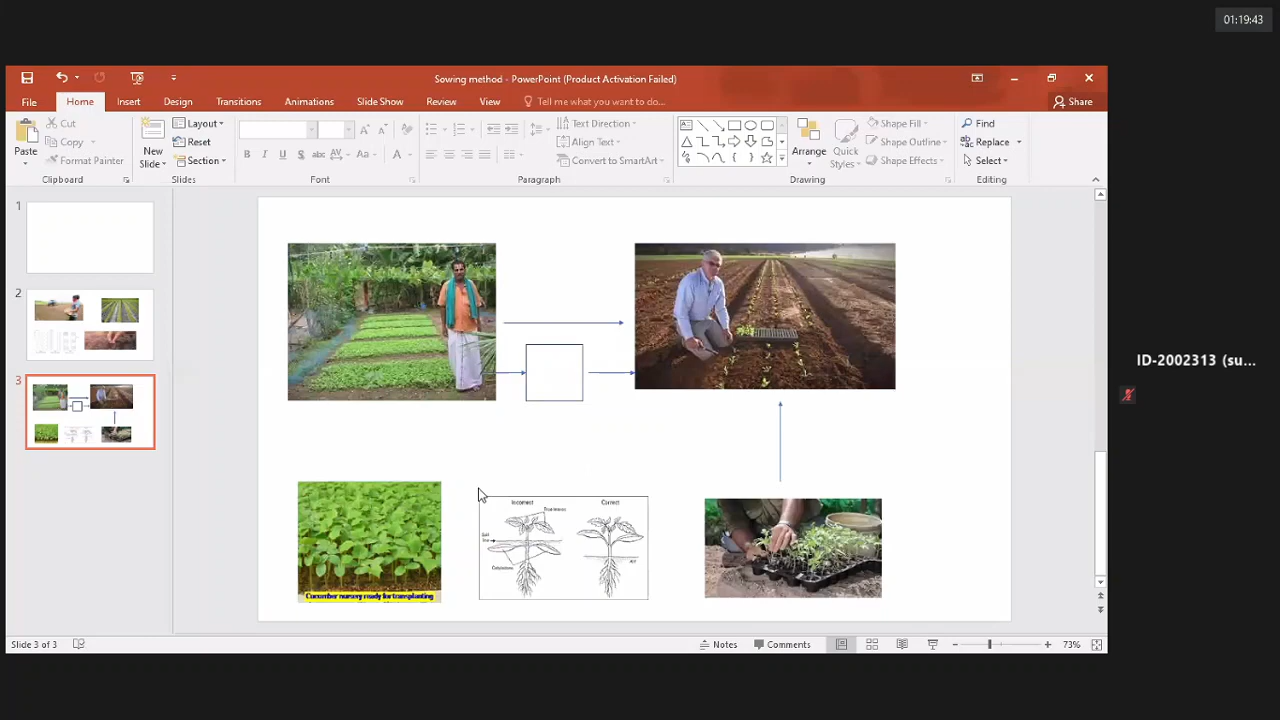 01:19:43
Sowing method - PowerPoint (Product Activation Failed)
File Home Insert Design Transitions Animations Slide Show Review View Tell me what you want to do... Share
Paste Cut
Copy
Format Painter
Clipboard
New Slide Layout
Reset
Section
Slides
Font
Text Direction
Align Text
Convert to SmartArt
Paragraph
Arrange
Quick Styles
Shape Fill
Shape Outline
Shape Effects
Drawing
Find
Replace
Select
Editing
1
2
3
Incorrect Correct
Soil line
Cotyledons
Cucumber nursery ready for transplanting
ID-2002313 (su...
Slide 3 of 3 Notes Comments 73%